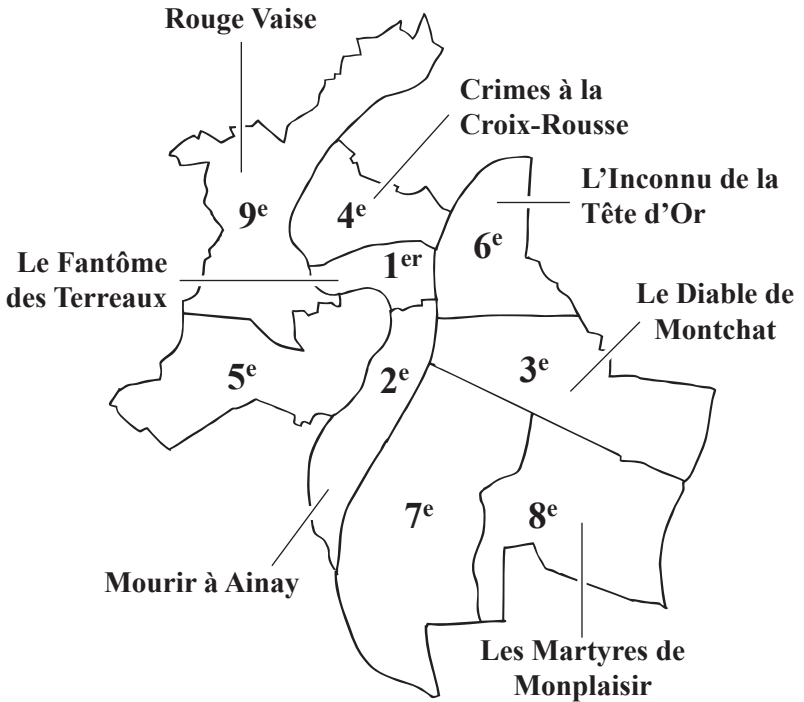 Rouge Vaise
Crimes à la
Croix-Rousse
L’Inconnu de la
Tête d’Or
9e
4e
6e
1er
Le Fantôme
des Terreaux
Le Diable de
Montchat
5e
2e
3e
7e
8e
Mourir à Ainay
Les Martyres de
Monplaisir